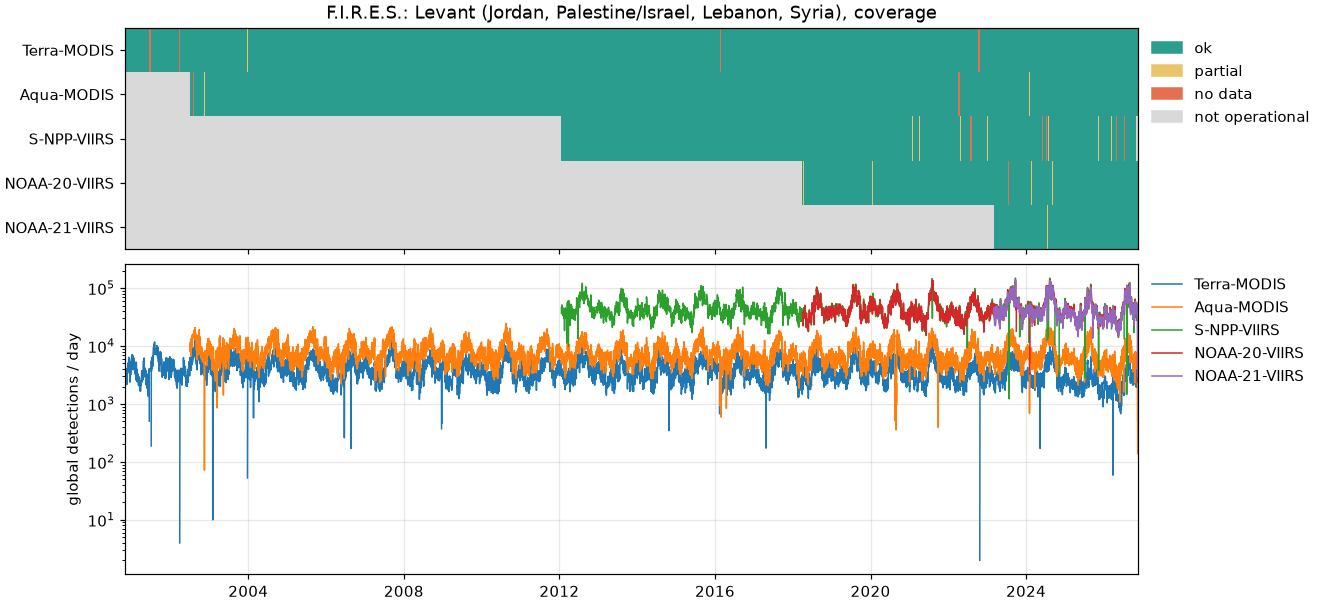 F.I.R.E.S.: Levant (Jordan, Palestine/Israel, Lebanon, Syria), coverage
Terra-MODIS
Aqua-MODIS
S-NPP-VIIRS
NOAA-20-VIIRS
NOAA-21-VIIRS
ok
partial
no data
not operational
global detections / day
10⁵
10⁴
10³
10²
10¹
2004
2008
2012
2016
2020
2024
Terra-MODIS
Aqua-MODIS
S-NPP-VIIRS
NOAA-20-VIIRS
NOAA-21-VIIRS